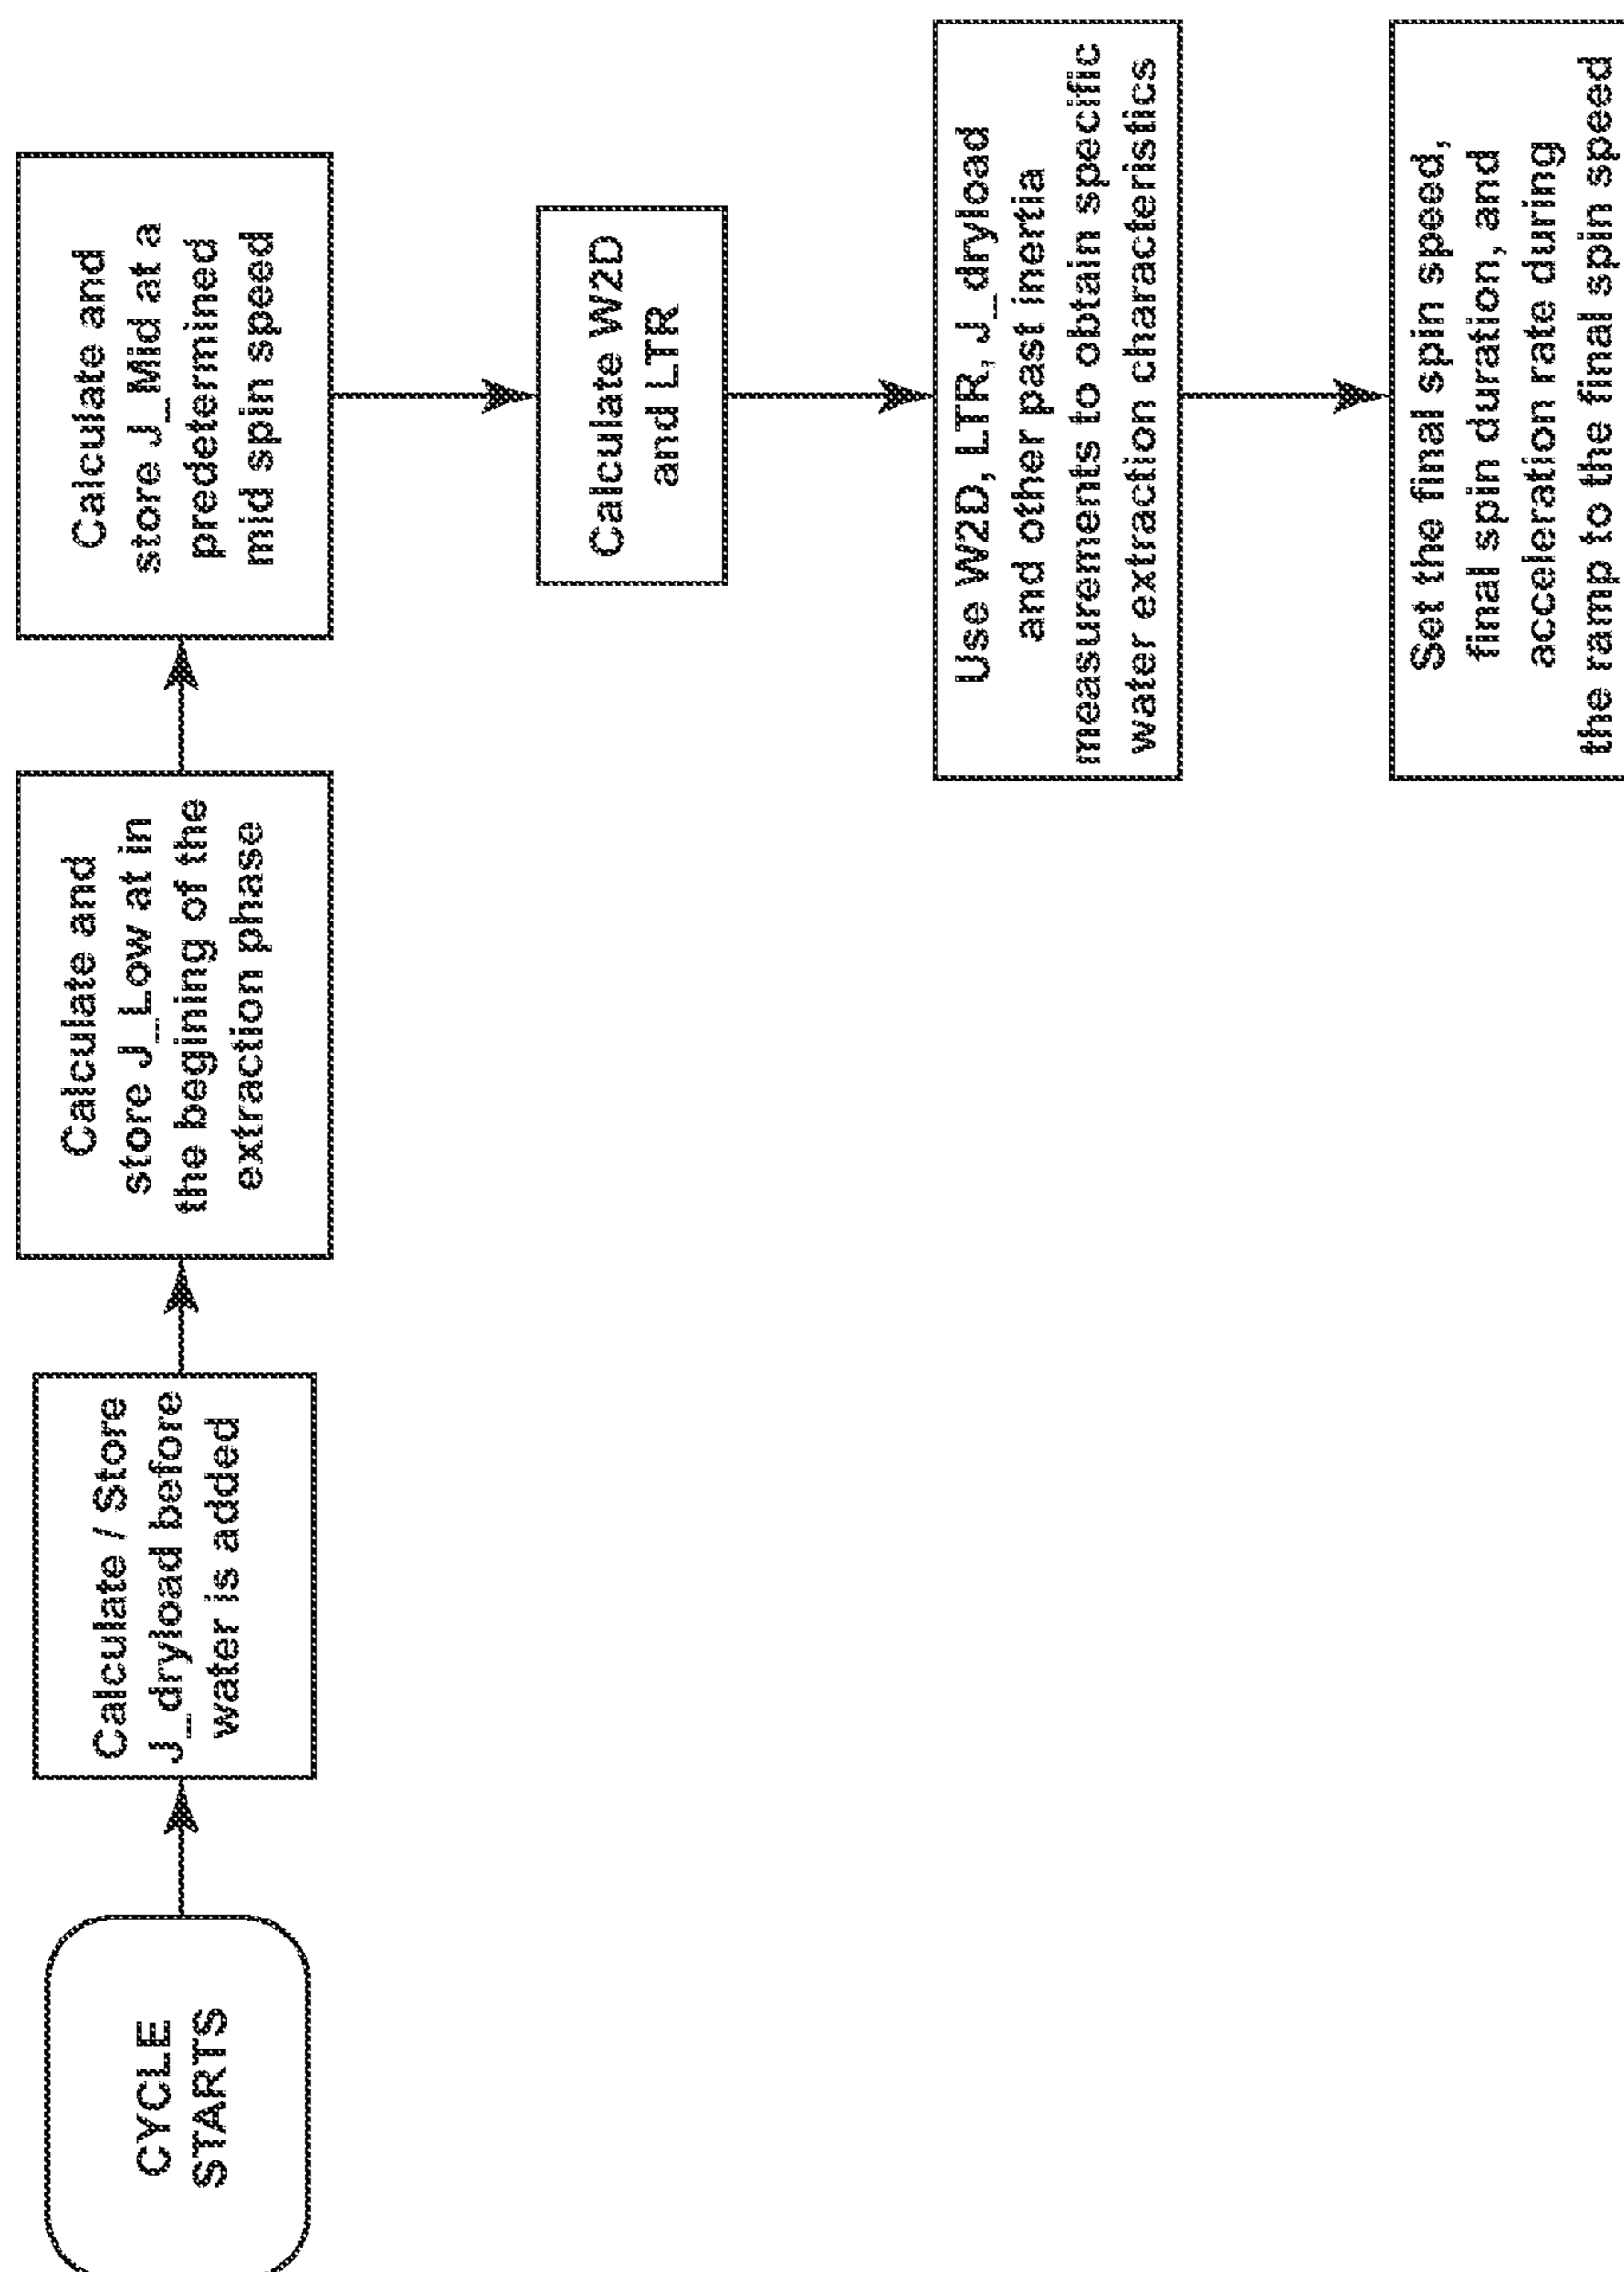 CYCLE
STARTS
Calculate / Store
J_dryload before
water is added
Calculate and
store J_Low at in
the begining of the
extraction phase
Calculate and
store J_Mid at a
predetermined
mid spin speed
Calculate W2D
and LTR
Use W2D, LTR, J_dryload
and other past inertia
measurements to obtain specific
water extraction characteristics
Set the final spin speed,
final spin duration, and
acceleration rate during
the ramp to the final spin speed